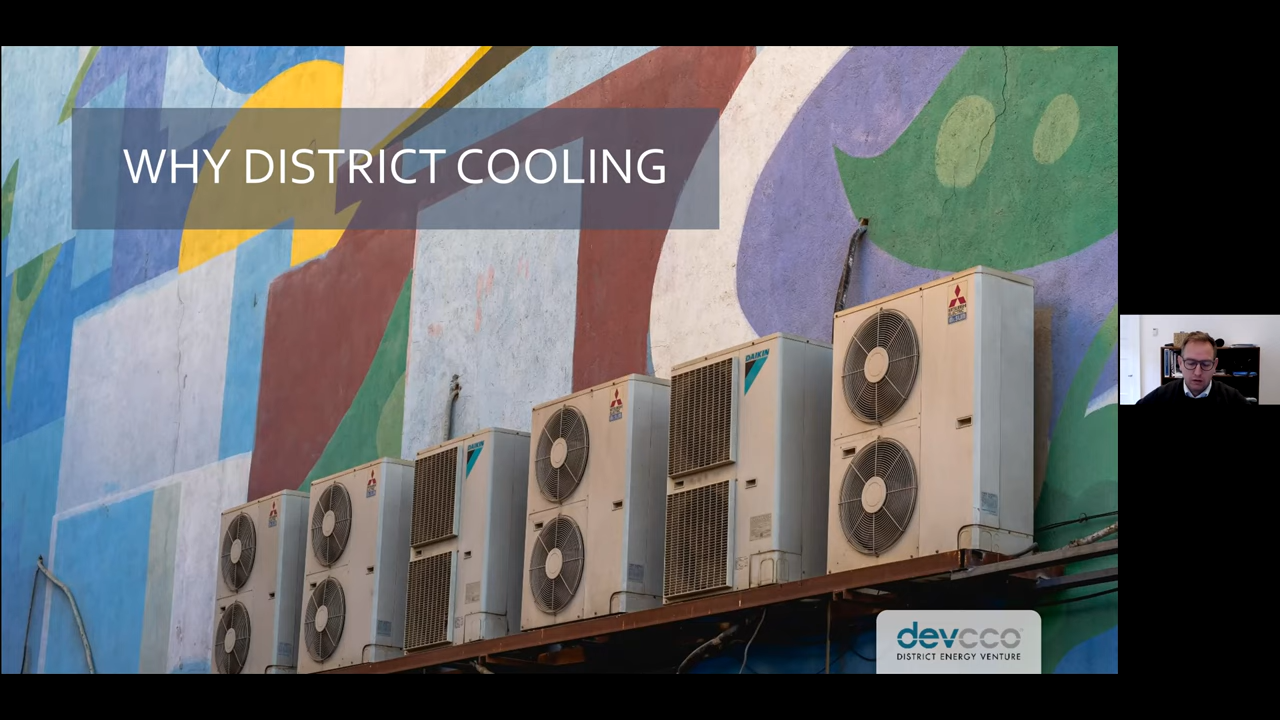 WHY DISTRICT COOLING
DAIKIN
DAIKIN
devcco
DISTRICT ENERGY VENTURE